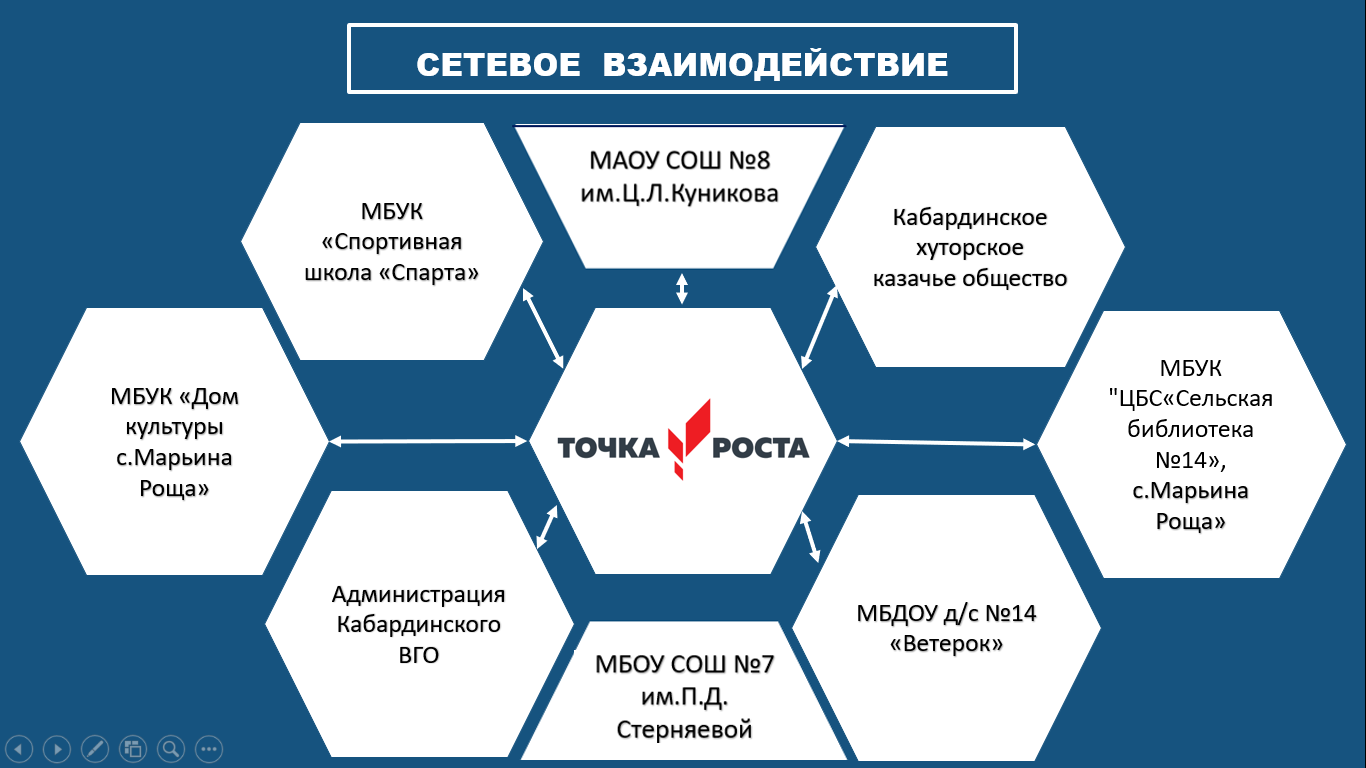 СЕТЕВОЕ ВЗАИМОДЕЙСТВИЕ
МАОУ СОШ №8
им.Ц.Л.Куникова
МБУК
«Спортивная
школа «Спарта»
Кабардинское
хуторское
казачье общество
МБУК «Дом
культуры
с.Марьина
Роща»
ТОЧКА РОСТА
МБУК
"ЦБС«Сельская
библиотека
№14»,
с.Марьина
Роща»
Администрация
Кабардинского
ВГО
МБОУ СОШ №7
им.П.Д.
Стерняевой
МБДОУ д/с №14
«Ветерок»